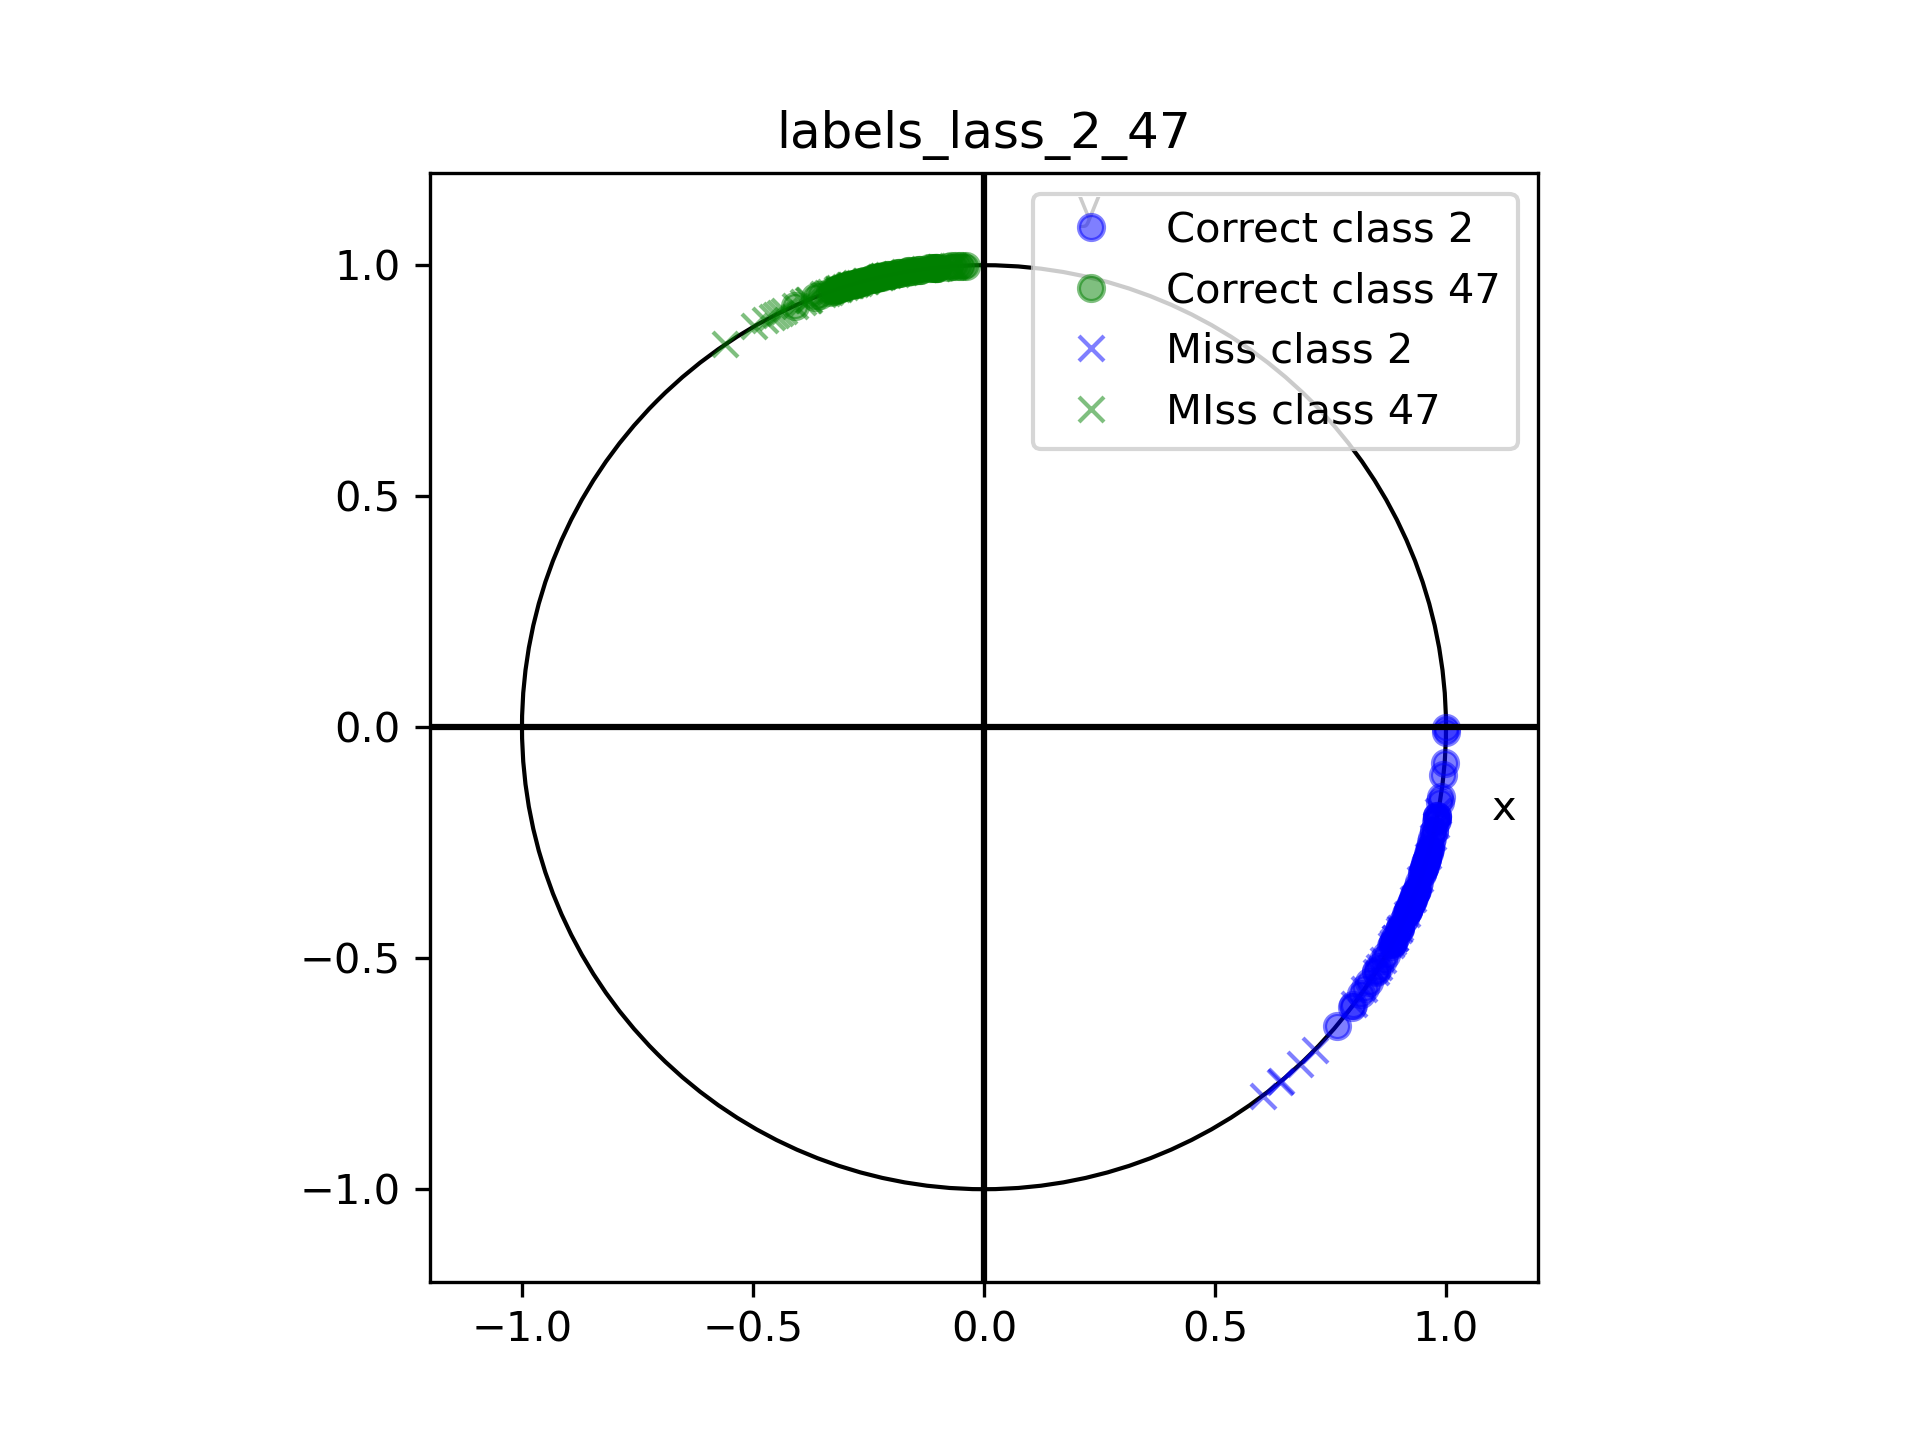 labels_lass_2_47
y
Correct class 2
Correct class 47
Miss class 2
MIss class 47
1.0
0.5
0.0
−0.5
−1.0
x
−1.0 −0.5 0.0 0.5 1.0